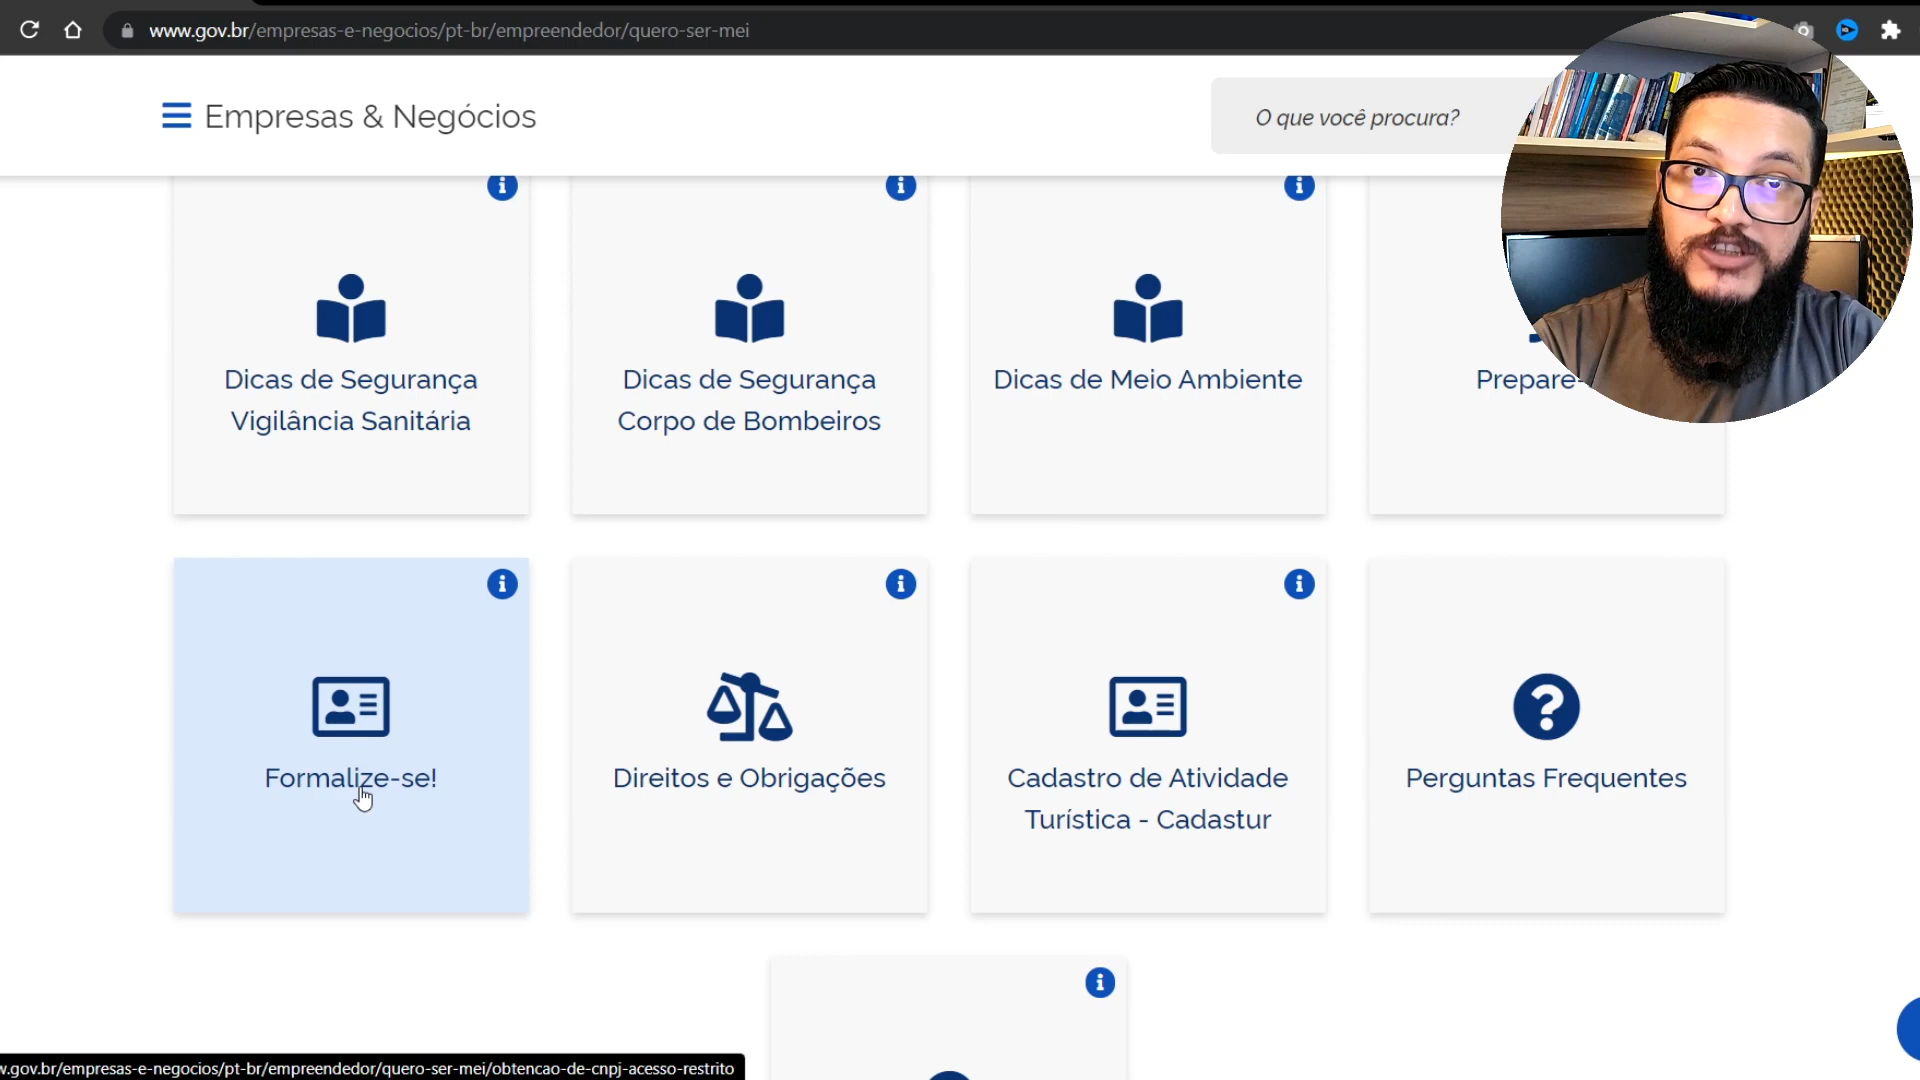 www.gov.br/empresas-e-negocios/pt-br/empreendedor/quero-ser-mei
Empresas & Negócios
O que você procura?
Dicas de Segurança
Vigilância Sanitária
Dicas de Segurança
Corpo de Bombeiros
Dicas de Meio Ambiente
Prepare-
Formalize-se!
Direitos e Obrigações
Cadastro de Atividade
Turística - Cadastur
Perguntas Frequentes
w.gov.br/empresas-e-negocios/pt-br/empreendedor/quero-ser-mei/obtencao-de-cnpj-acesso-restrito